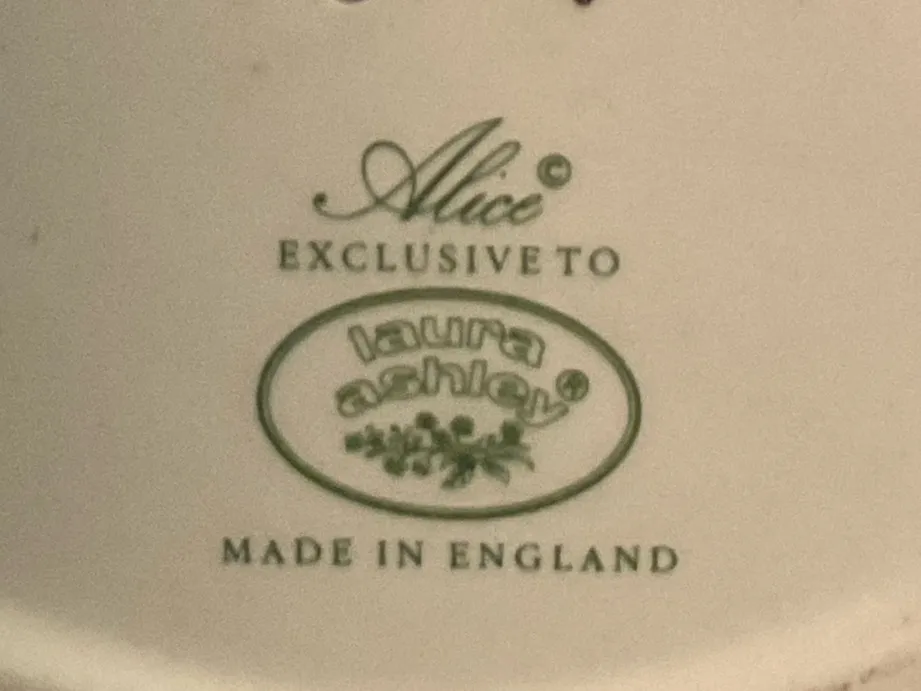 Alice©
EXCLUSIVE TO
laura
ashley®
MADE IN ENGLAND